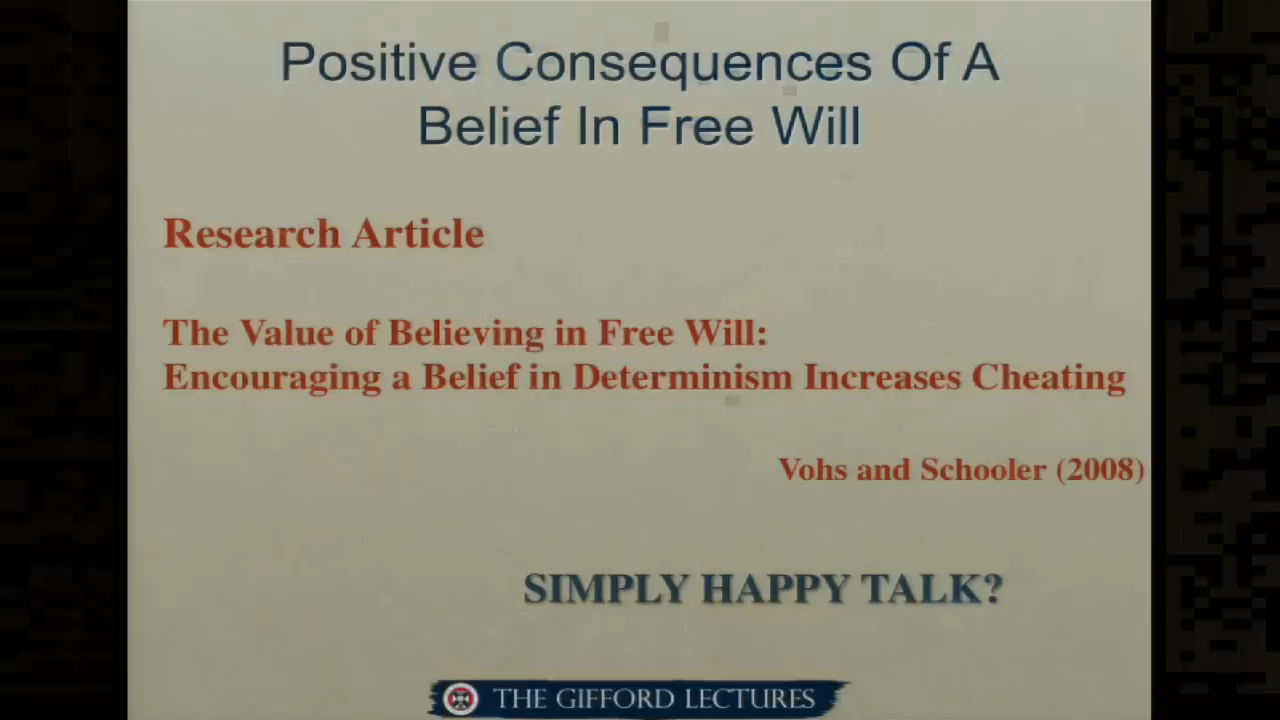 Positive Consequences Of A
Belief In Free Will
Research Article
The Value of Believing in Free Will:
Encouraging a Belief in Determinism Increases Cheating
Vohs and Schooler (2008)
SIMPLY HAPPY TALK?
THE GIFFORD LECTURES